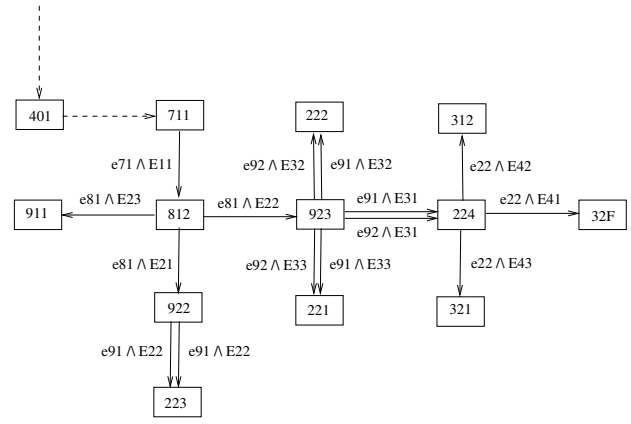 401
711
222
312
e71 /\ E11
e92 /\ E32
e91 /\ E32
e22 /\ E42
911
e81 /\ E23
812
e81 /\ E22
923
e91 /\ E31
e92 /\ E31
224
e22 /\ E41
32F
e81 /\ E21
e92 /\ E33
e91 /\ E33
e22 /\ E43
922
221
321
e91 /\ E22
e91 /\ E22
223